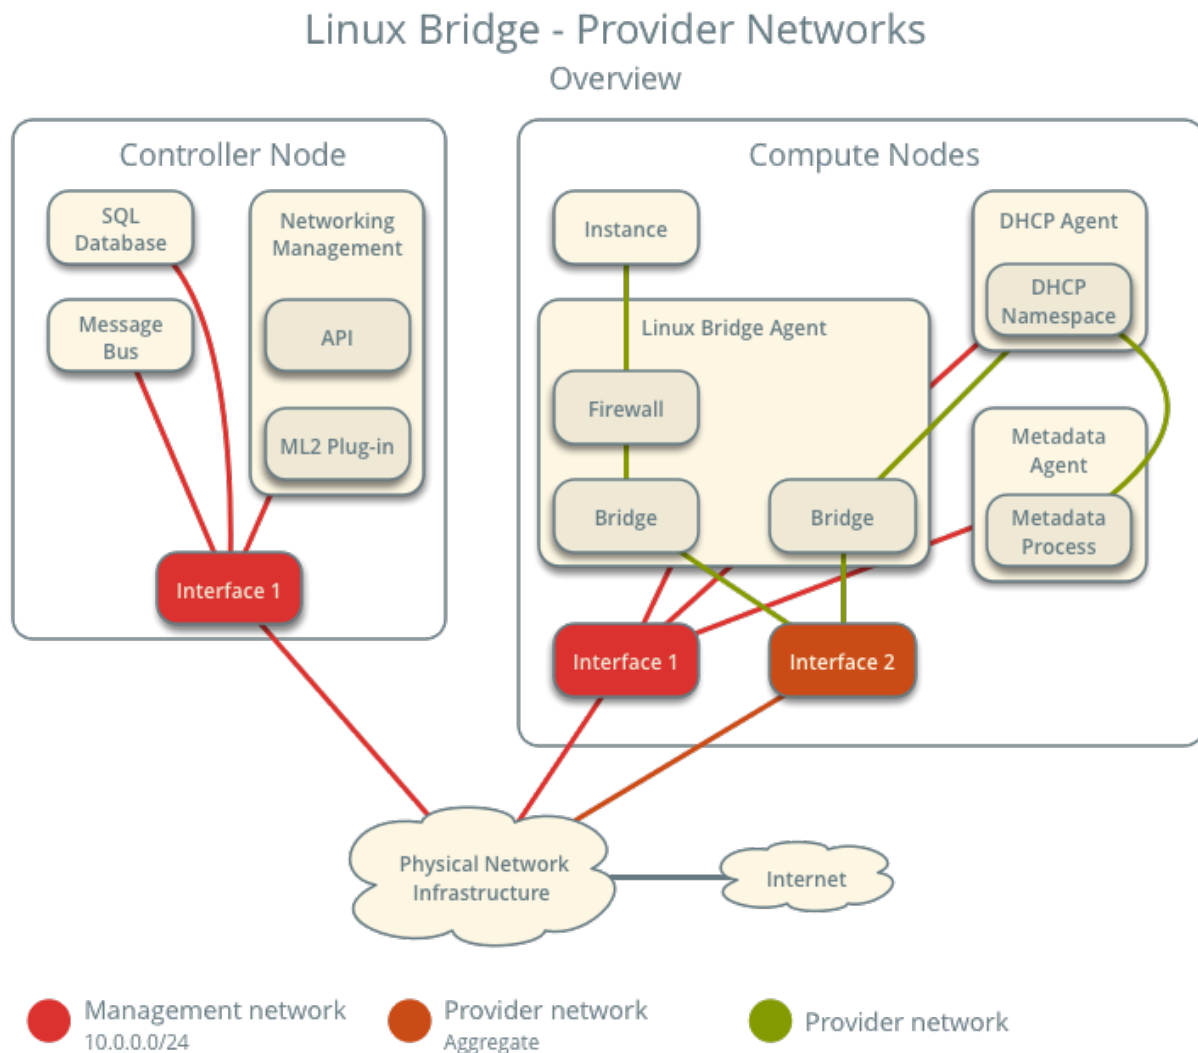 Linux Bridge - Provider Networks
Overview
Controller Node
SQL
Database
Message
Bus
Networking
Management
API
ML2 Plug-in
Interface 1
Compute Nodes
Instance
Linux Bridge Agent
Firewall
Bridge
Bridge
DHCP Agent
DHCP
Namespace
Metadata
Agent
Metadata
Process
Interface 1
Interface 2
Physical Network
Infrastructure
Internet
Management network
10.0.0.0/24
Provider network
Aggregate
Provider network